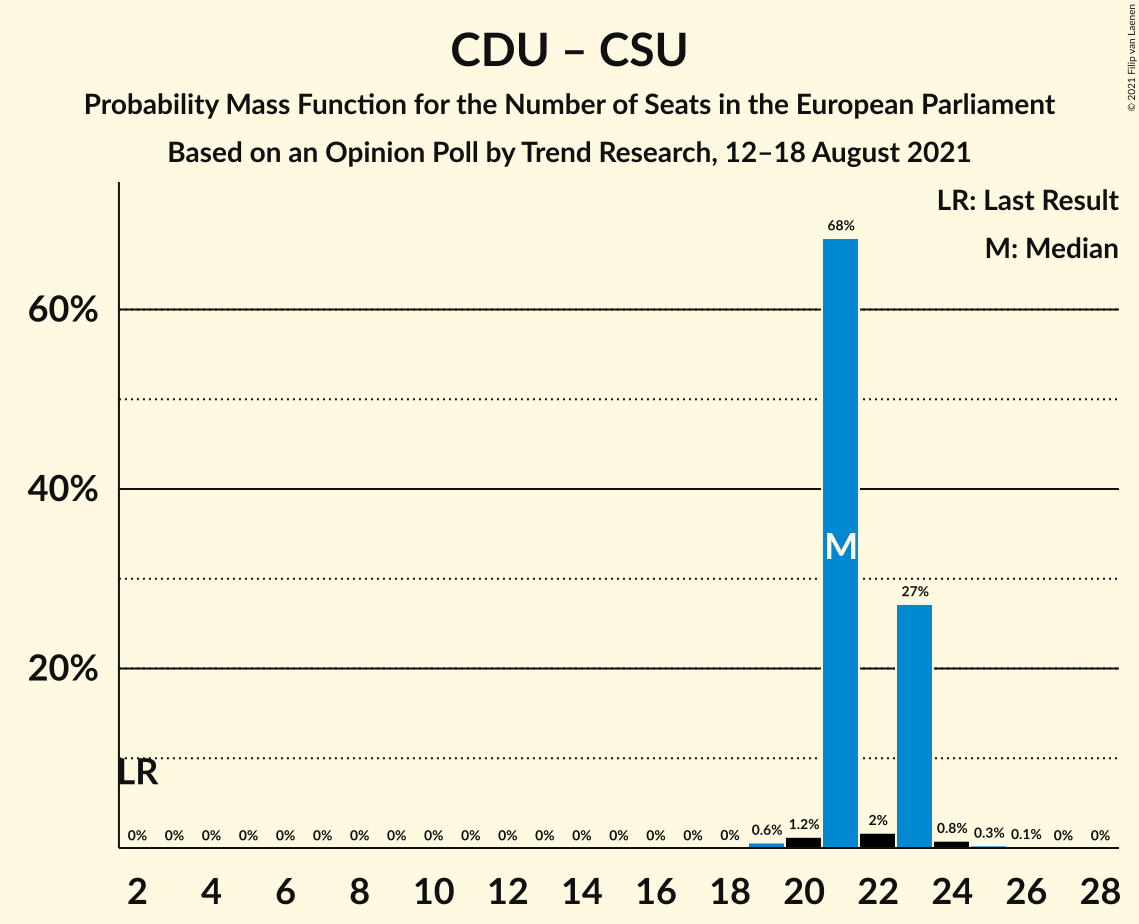 CDU – CSU
Probability Mass Function for the Number of Seats in the European Parliament
Based on an Opinion Poll by Trend Research, 12–18 August 2021
© 2021 Filip van Laenen
LR: Last Result
M: Median
68%
60%
40%
M
27%
20%
LR
0% 0% 0% 0% 0% 0% 0% 0% 0% 0% 0% 0% 0% 0% 0% 0% 0% 0.6% 1.2% 2% 0.8% 0.3% 0.1% 0% 0%
2 4 6 8 10 12 14 16 18 20 22 24 26 28